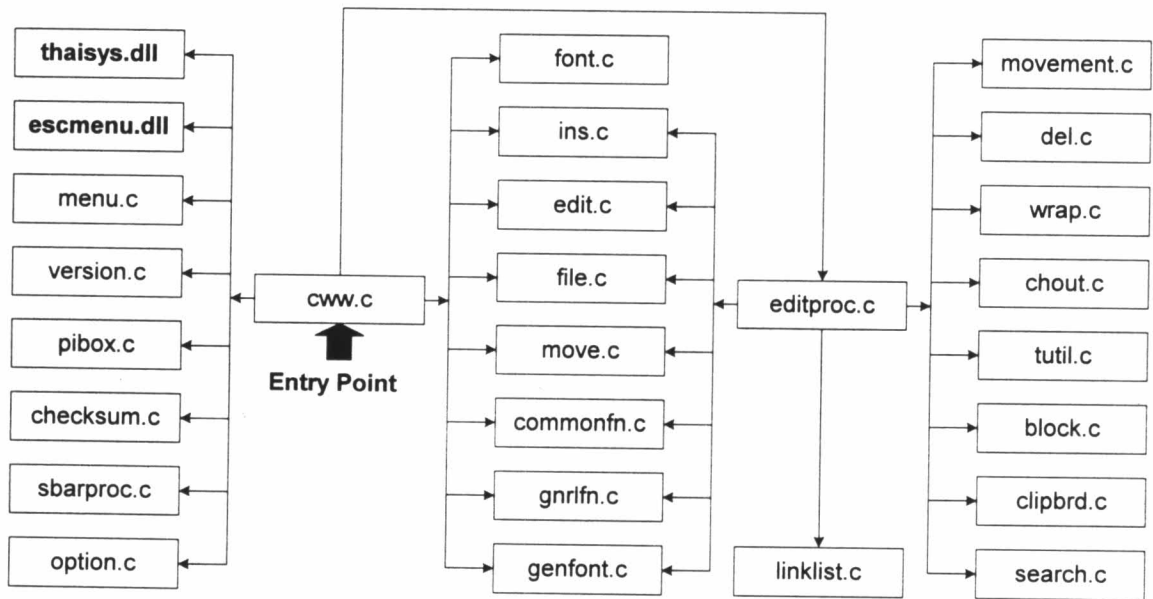 thaisys.dll
escmenu.dll
menu.c
version.c
pibox.c
checksum.c
sbarproc.c
option.c
cww.c
Entry Point
font.c
ins.c
edit.c
file.c
move.c
commonfn.c
gnrlfn.c
genfont.c
editproc.c
linklist.c
movement.c
del.c
wrap.c
chout.c
tutil.c
block.c
clipbrd.c
search.c